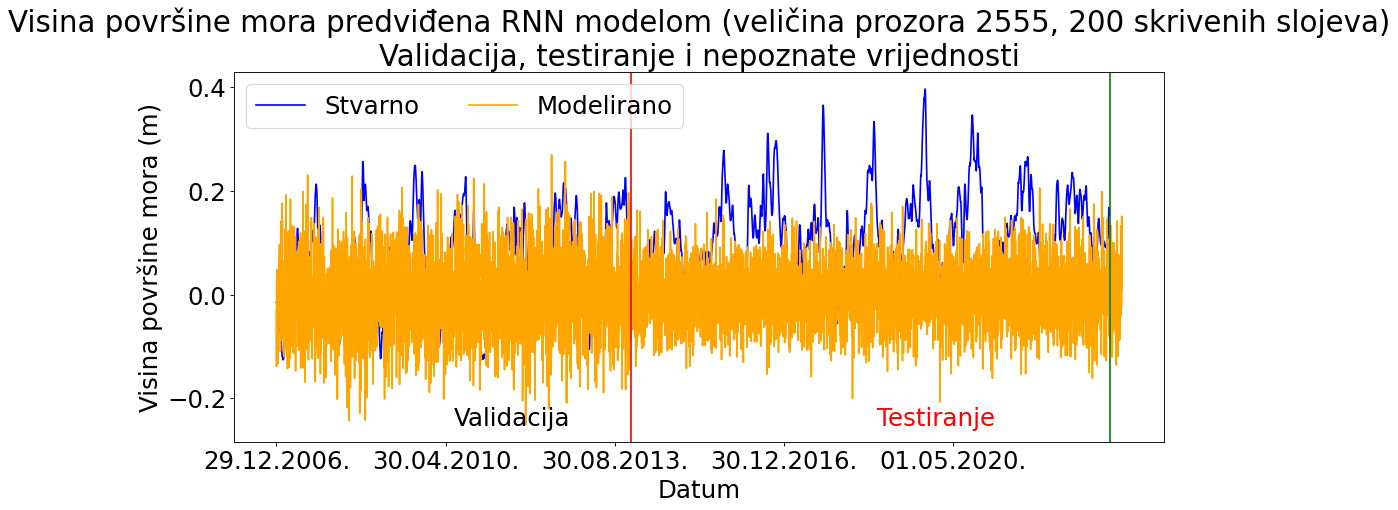 Visina površine mora predviđena RNN modelom (veličina prozora 2555, 200 skrivenih slojeva)
Validacija, testiranje i nepoznate vrijednosti
Stvarno
Modelirano
Visina površine mora (m)
0.4
0.2
0.0
−0.2
Validacija
Testiranje
29.12.2006.
30.04.2010.
30.08.2013.
30.12.2016.
01.05.2020.
Datum